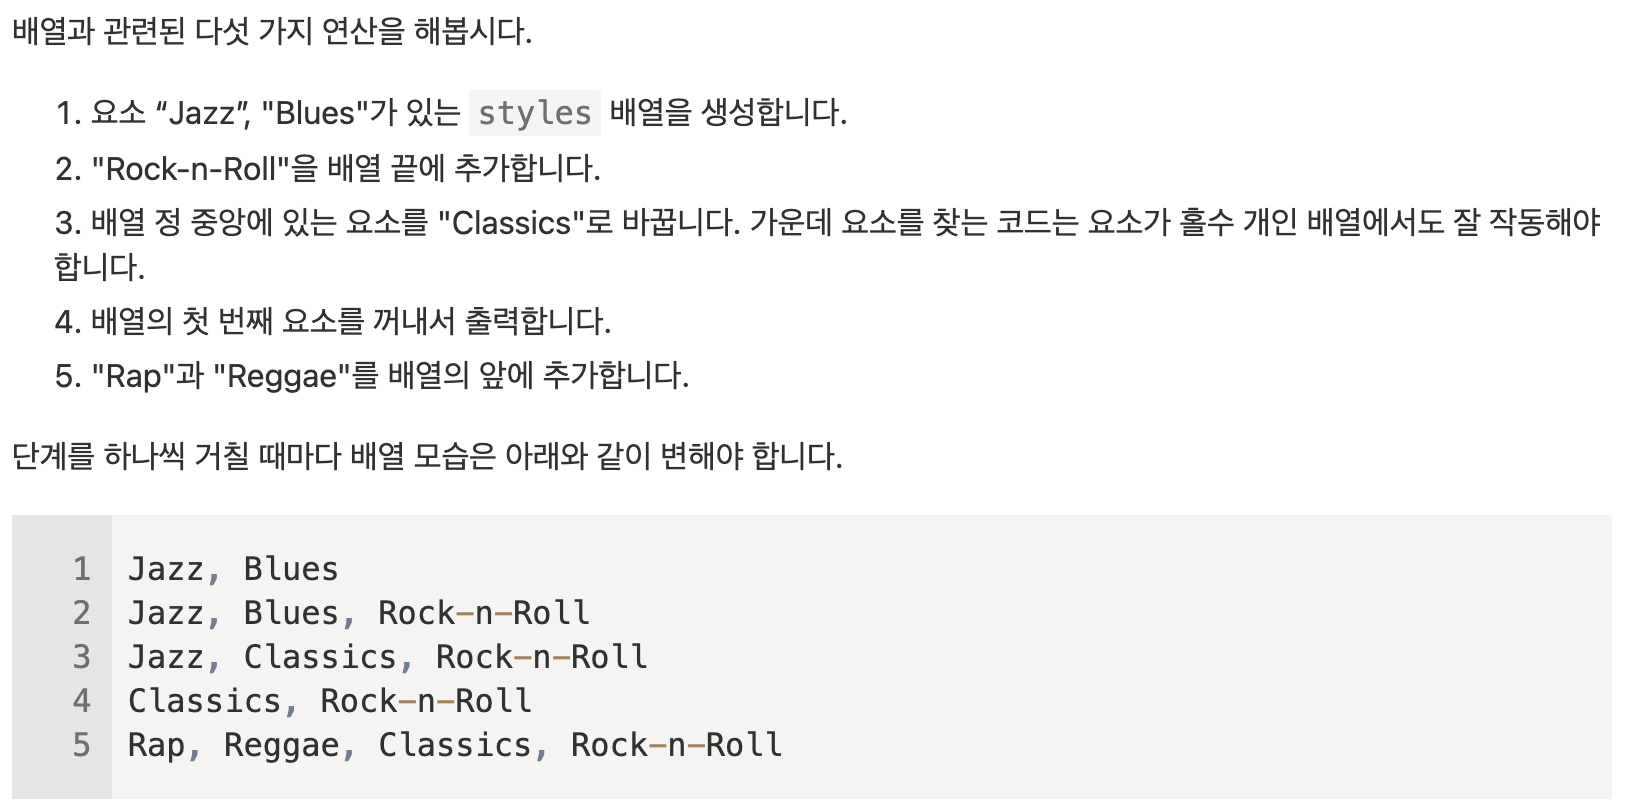 배열과 관련된 다섯 가지 연산을 해봅시다.
1. 요소 “Jazz”, "Blues"가 있는 styles 배열을 생성합니다.
2. "Rock-n-Roll"을 배열 끝에 추가합니다.
3. 배열 정 중앙에 있는 요소를 "Classics"로 바꿉니다. 가운데 요소를 찾는 코드는 요소가 홀수 개인 배열에서도 잘 작동해야
합니다.
4. 배열의 첫 번째 요소를 꺼내서 출력합니다.
5. "Rap"과 "Reggae"를 배열의 앞에 추가합니다.
단계를 하나씩 거칠 때마다 배열 모습은 아래와 같이 변해야 합니다.
1 Jazz, Blues
2 Jazz, Blues, Rock-n-Roll
3 Jazz, Classics, Rock-n-Roll
4 Classics, Rock-n-Roll
5 Rap, Reggae, Classics, Rock-n-Roll